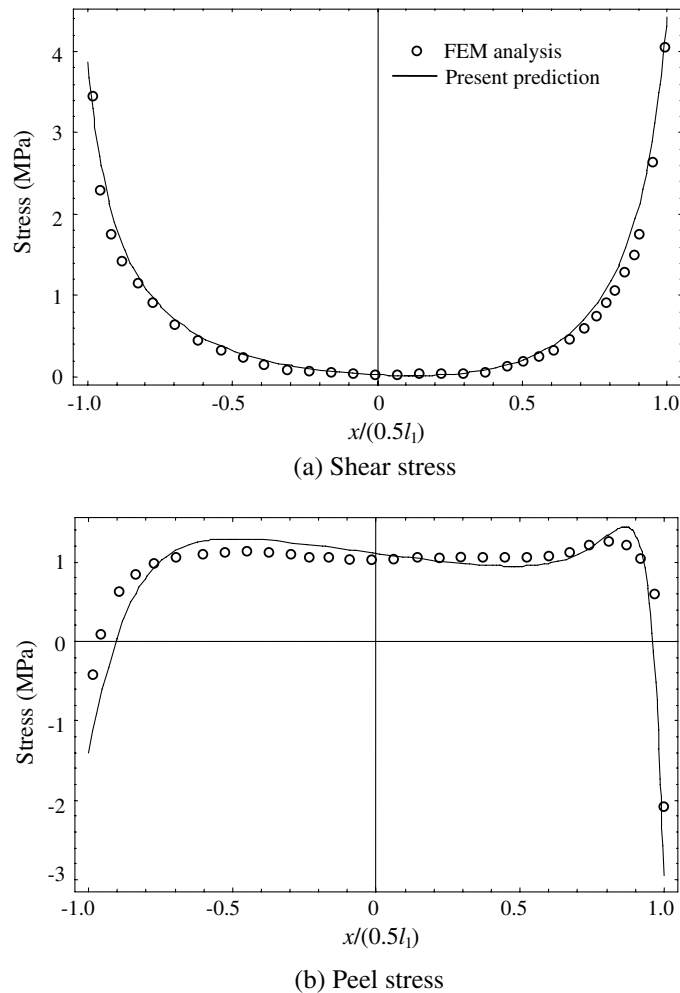 4
3
2
1
0
Stress (MPa)
FEM analysis
Present prediction
-1.0 -0.5 0 0.5 1.0
x/(0.5l₁)
(a) Shear stress
1
0
-1
-2
-3
Stress (MPa)
-1.0 -0.5 0 0.5 1.0
x/(0.5l₁)
(b) Peel stress